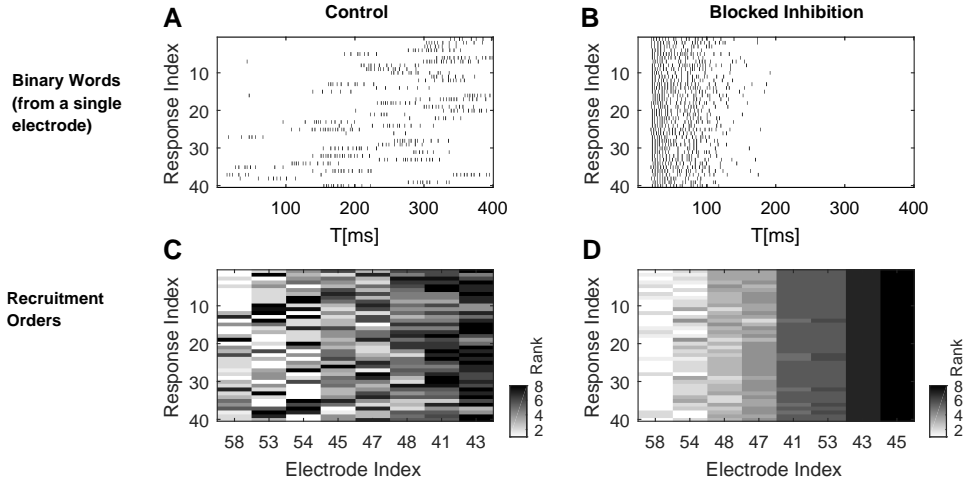 A
Control
B
Blocked Inhibition
Binary Words
(from a single
electrode)
Response Index
10
20
30
40
100 200 300 400
T[ms]
Response Index
10
20
30
40
100 200 300 400
T[ms]
C
D
Recruitment
Orders
Response Index
10
20
30
40
58 53 54 45 47 48 41 43
Electrode Index
Rank
8
6
4
2
Response Index
10
20
30
40
58 54 48 47 41 53 43 45
Electrode Index
Rank
8
6
4
2